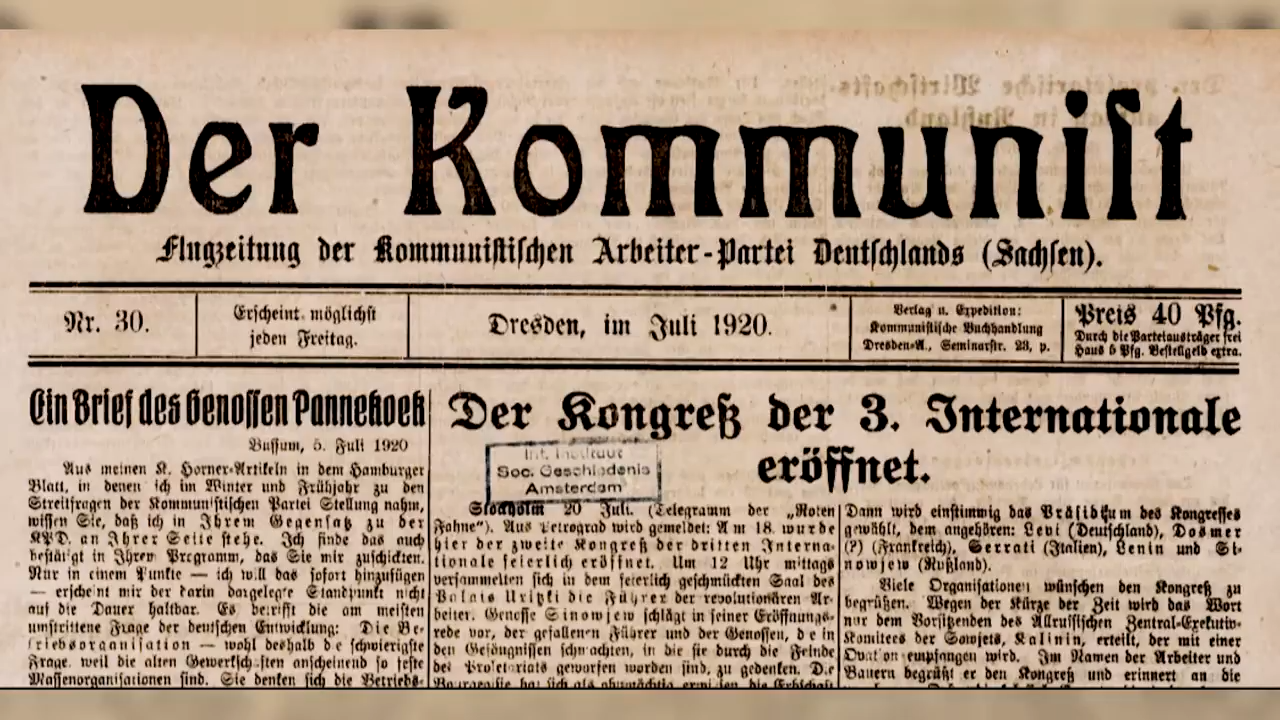 Der Kommunist
Flugzeitung der Kommunistischen Arbeiter-Partei Deutschlands (Sachsen).
Nr. 30.
Erscheint möglichst
jeden Freitag.
Dresden, im Juli 1920.
Verlag u. Expedition:
Kommunistische Buchhandlung
Dresden-A., Seminarstr. 23, p.
Preis 40 Pfg.
Durch die Parteiausträger frei
Haus 5 Pfg. Bestellgeld extra.
Ein Brief des Genossen Pannekoek
Bussum, 5. Juli 1920
Aus meinen K. Horner-Artikeln in dem Hamburger
Blatt, in denen ich im Winter und Frühjahr zu den
Streitfragen der Kommunistischen Partei Stellung nahm,
wissen Sie, daß ich in Ihrem Gegensatz zu der
KPD. an Ihrer Seite stehe. Ich finde das auch
bestätigt in Ihrem Programm, das Sie mir zuschickten.
Nur in einem Punkte — ich will das sofort hinzufügen
— erscheint mir der darin dargelegte Standpunkt nicht
auf die Dauer haltbar. Es betrifft die am meisten
umstrittene Frage der deutschen Entwicklung: Die Be-
triebsorganisation — wohl deshalb die schwierigste
Frage, weil die alten Gewerkschaften anscheinend so feste
Massenorganisationen sind. Sie denken sich die Betriebs-
Der Kongreß der 3. Internationale
eröffnet.
Int. Instituut
Soc. Geschiedenis
Amsterdam
Stockholm 20 Juli. (Telegramm der „Roten
Fahne“). Aus Petrograd wird gemeldet: Am 18. wurde
hier der zweite Kongreß der dritten Interna-
tionale feierlich eröffnet. Um 12 Uhr mittags
versammelten sich in dem feierlich geschmückten Saal des
Palais Uritzki die Führer der revolutionären Ar-
beiter. Genosse Sinowjew schlägt in seiner Eröffnungs-
rede vor, der gefallenen Führer und der Genossen, die in
den Gefängnissen schmachten, in die sie durch die Feinde
des Proletariats geworfen worden sind, zu gedenken. Die
Dann wird einstimmig das Präsidium des Kongresses
gewählt, dem angehören: Levi (Deutschland), Dosmer
(?) (Frankreich), Serrati (Italien), Lenin und Si-
nowjew (Rußland).
Viele Organisationen wünschen den Kongreß zu
begrüßen. Wegen der Kürze der Zeit wird das Wort
nur dem Vorsitzenden des Allrussischen Zentral-Exekutiv-
Komitees der Sowjets, Kalinin, erteilt, der mit einer
Ovation empfangen wird. Im Namen der Arbeiter und
Bauern begrüßt er den Kongreß und erinnert an die